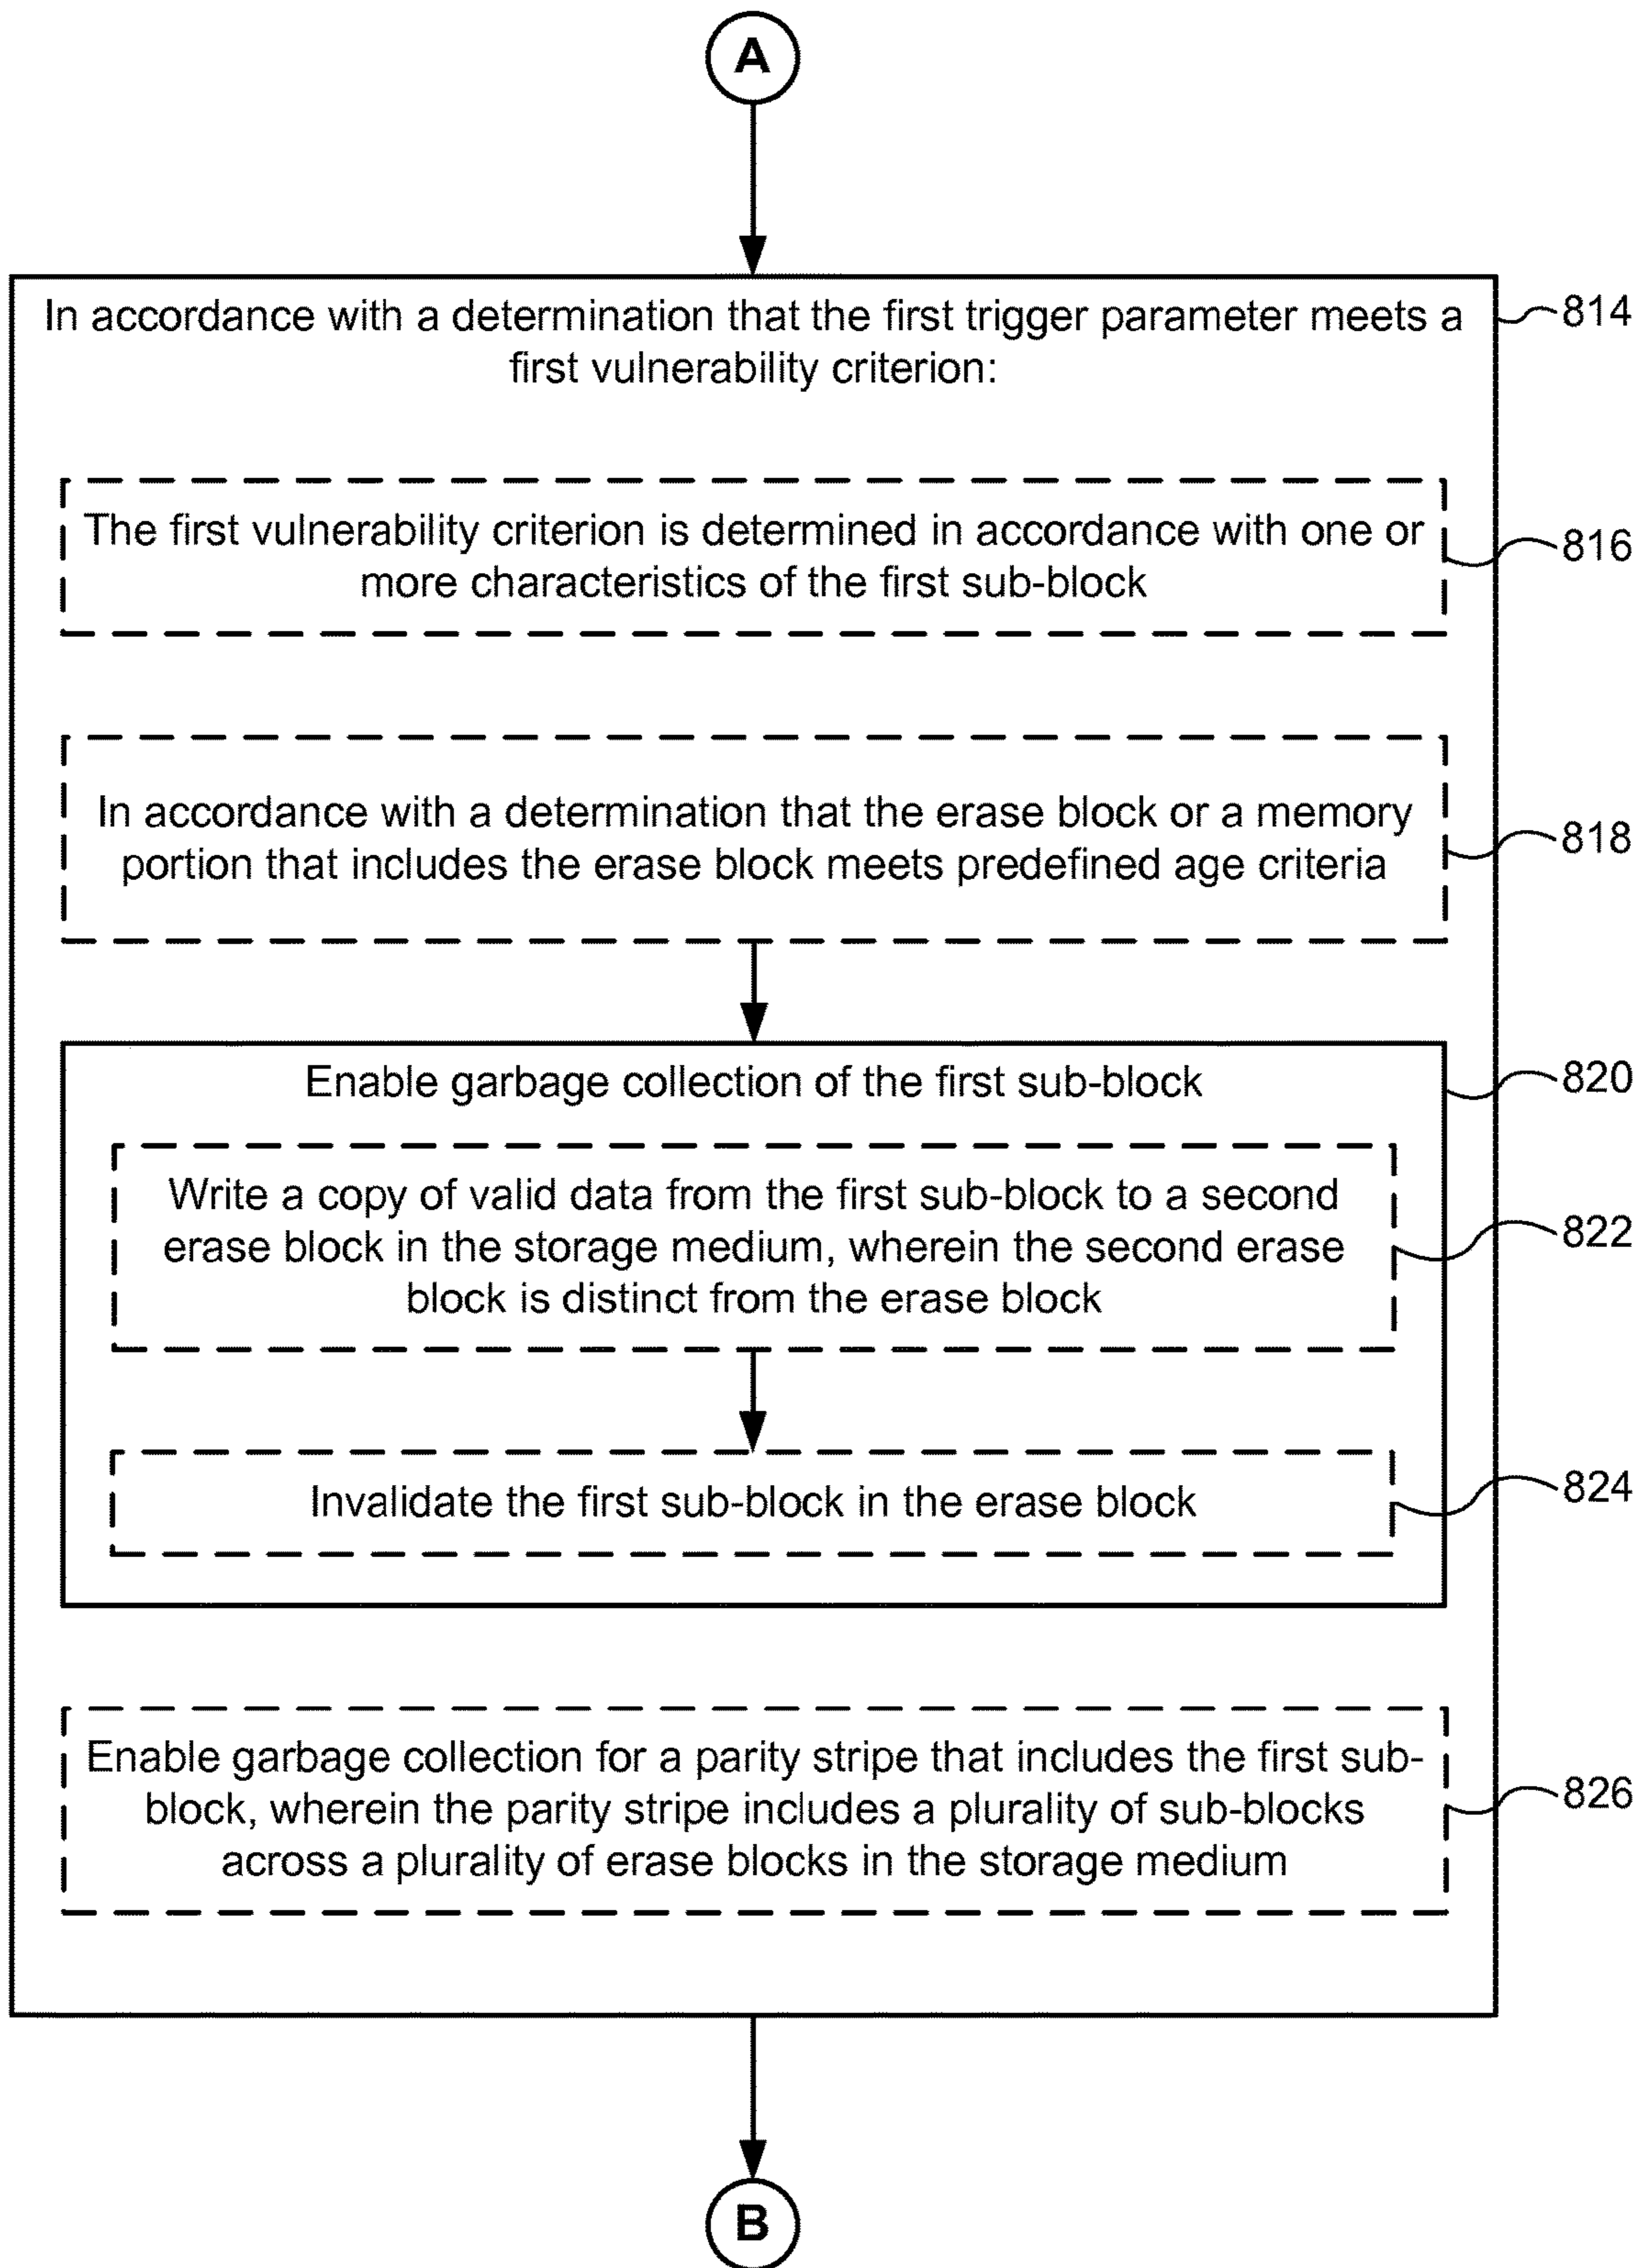 A
In accordance with a determination that the first trigger parameter meets a
first vulnerability criterion:
814
The first vulnerability criterion is determined in accordance with one or
more characteristics of the first sub-block
816
In accordance with a determination that the erase block or a memory
portion that includes the erase block meets predefined age criteria
818
Enable garbage collection of the first sub-block
820
Write a copy of valid data from the first sub-block to a second
erase block in the storage medium, wherein the second erase
block is distinct from the erase block
822
Invalidate the first sub-block in the erase block
824
Enable garbage collection for a parity stripe that includes the first sub-
block, wherein the parity stripe includes a plurality of sub-blocks
across a plurality of erase blocks in the storage medium
826
B